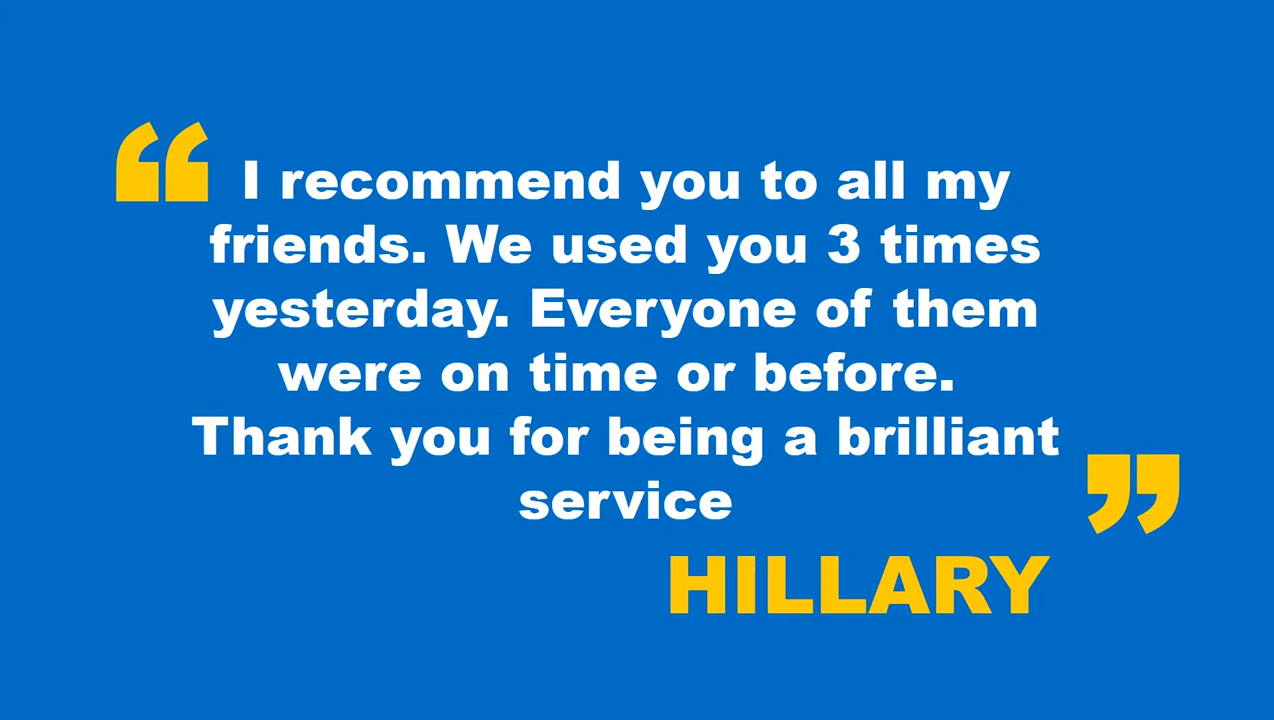 “ I recommend you to all my
friends. We used you 3 times
yesterday. Everyone of them
were on time or before.
Thank you for being a brilliant
service ”
HILLARY